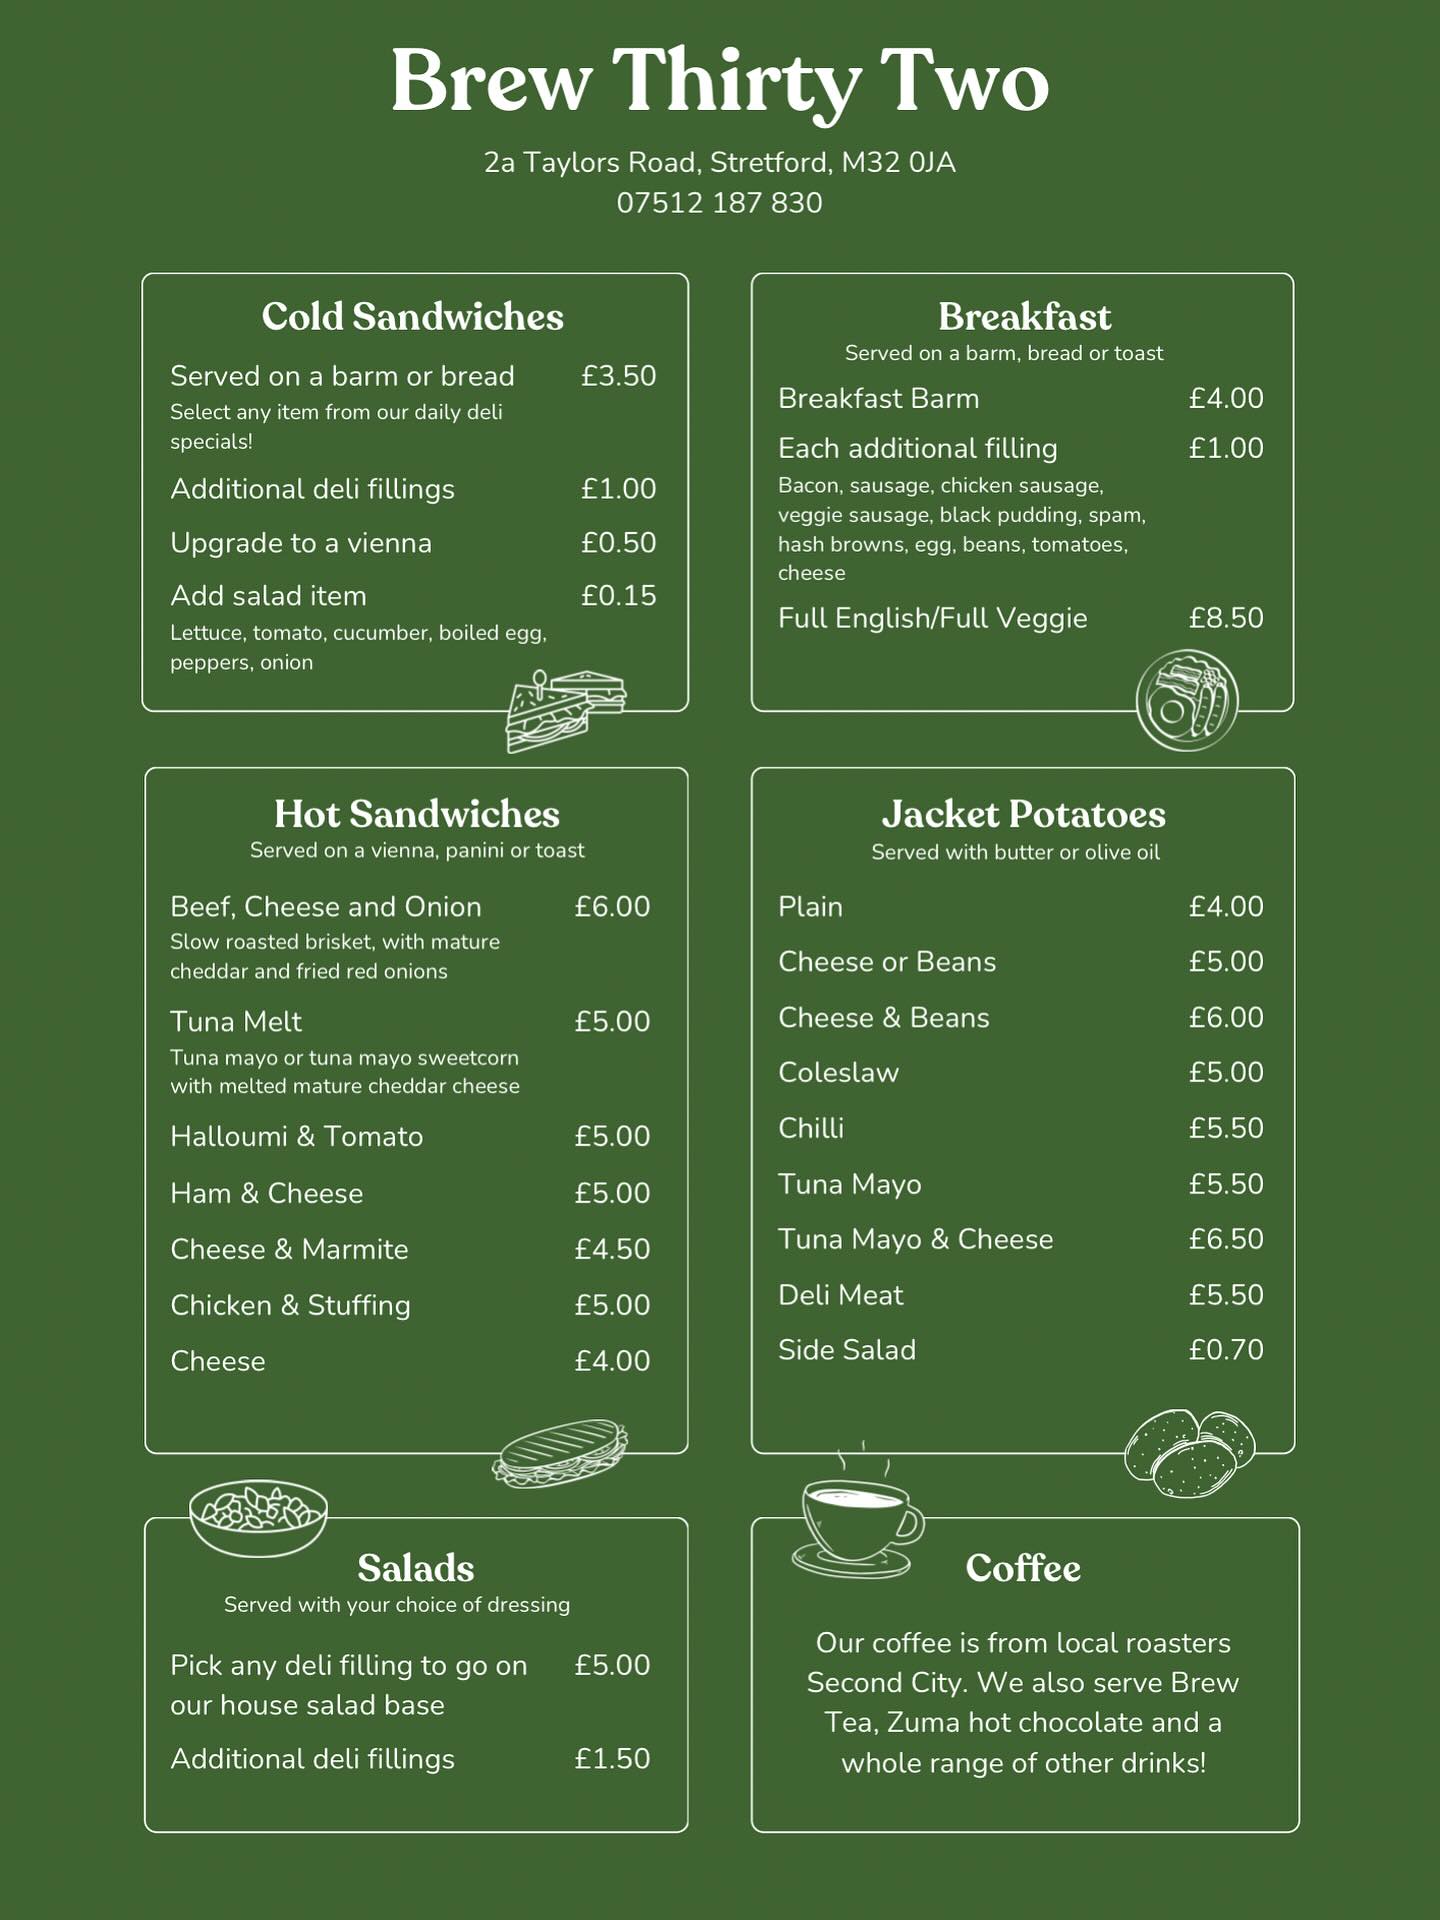 Brew Thirty Two
2a Taylors Road, Stretford, M32 0JA
07512 187 830
Cold Sandwiches
Served on a barm or bread £3.50
Select any item from our daily deli
specials!
Additional deli fillings £1.00
Upgrade to a vienna £0.50
Add salad item £0.15
Lettuce, tomato, cucumber, boiled egg,
peppers, onion
Breakfast
Served on a barm, bread or toast
Breakfast Barm £4.00
Each additional filling £1.00
Bacon, sausage, chicken sausage,
veggie sausage, black pudding, spam,
hash browns, egg, beans, tomatoes,
cheese
Full English/Full Veggie £8.50
Hot Sandwiches
Served on a vienna, panini or toast
Beef, Cheese and Onion £6.00
Slow roasted brisket, with mature
cheddar and fried red onions
Tuna Melt £5.00
Tuna mayo or tuna mayo sweetcorn
with melted mature cheddar cheese
Halloumi & Tomato £5.00
Ham & Cheese £5.00
Cheese & Marmite £4.50
Chicken & Stuffing £5.00
Cheese £4.00
Jacket Potatoes
Served with butter or olive oil
Plain £4.00
Cheese or Beans £5.00
Cheese & Beans £6.00
Coleslaw £5.00
Chilli £5.50
Tuna Mayo £5.50
Tuna Mayo & Cheese £6.50
Deli Meat £5.50
Side Salad £0.70
Salads
Served with your choice of dressing
Pick any deli filling to go on £5.00
our house salad base
Additional deli fillings £1.50
Coffee
Our coffee is from local roasters
Second City. We also serve Brew
Tea, Zuma hot chocolate and a
whole range of other drinks!